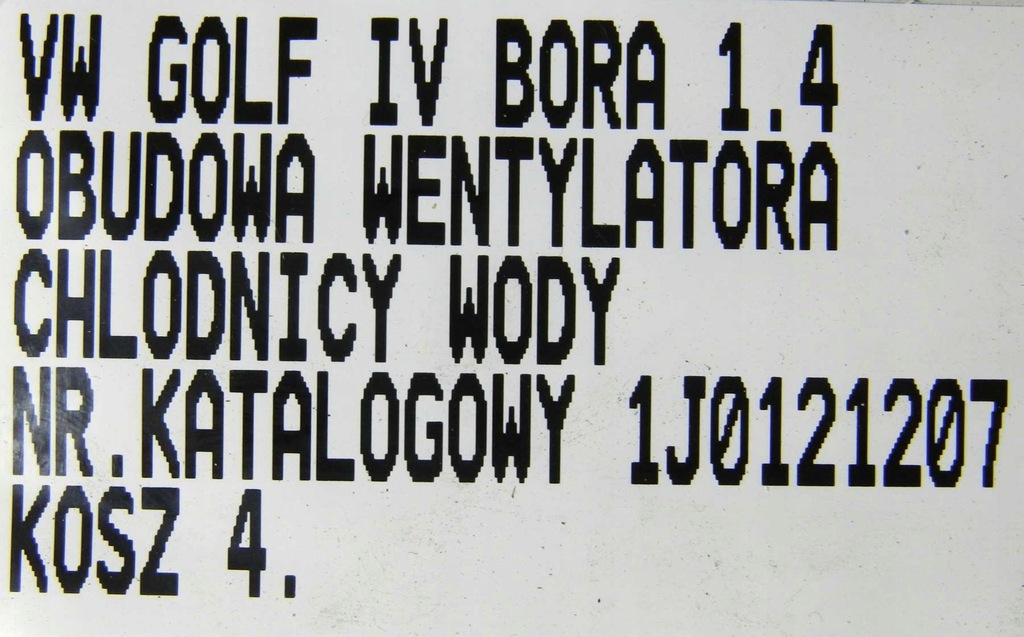 VW GOLF IV BORA 1.4
OBUDOWA WENTYLATORA
CHLODNICY WODY
NR.KATALOGOWY 1J0121207
KOSZ 4.